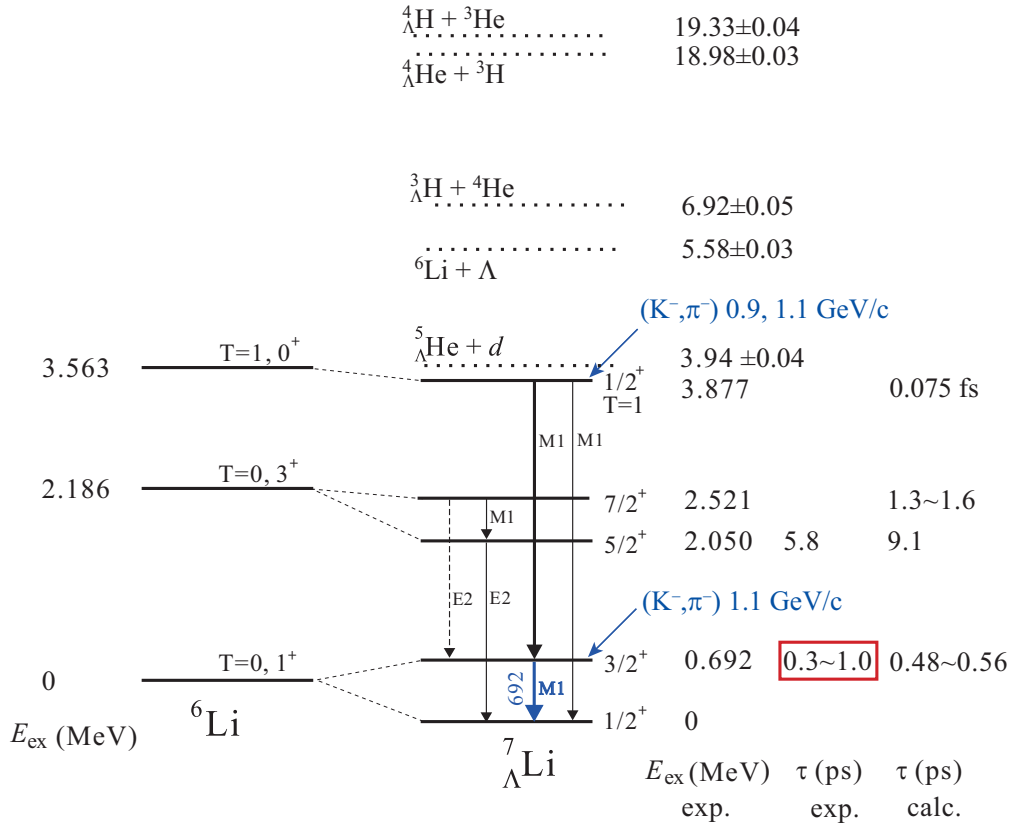 ⁴ΛH + ³He 19.33±0.04
18.98±0.03
⁴ΛHe + ³H
³ΛH + ⁴He
6.92±0.05
5.58±0.03
⁶Li + Λ
(K⁻,π⁻) 0.9, 1.1 GeV/c
⁵ΛHe + d
3.94 ±0.04
3.563 T=1, 0⁺
1/2⁺ 3.877 0.075 fs
T=1
M1 M1
2.186 T=0, 3⁺
7/2⁺ 2.521 1.3~1.6
M1
5/2⁺ 2.050 5.8 9.1
E2 E2
(K⁻,π⁻) 1.1 GeV/c
T=0, 1⁺
3/2⁺ 0.692 0.3~1.0 0.48~0.56
0
692 M1
⁶Li
1/2⁺ 0
E_ex (MeV)
⁷ΛLi
E_ex (MeV) τ (ps) τ (ps)
exp. exp. calc.